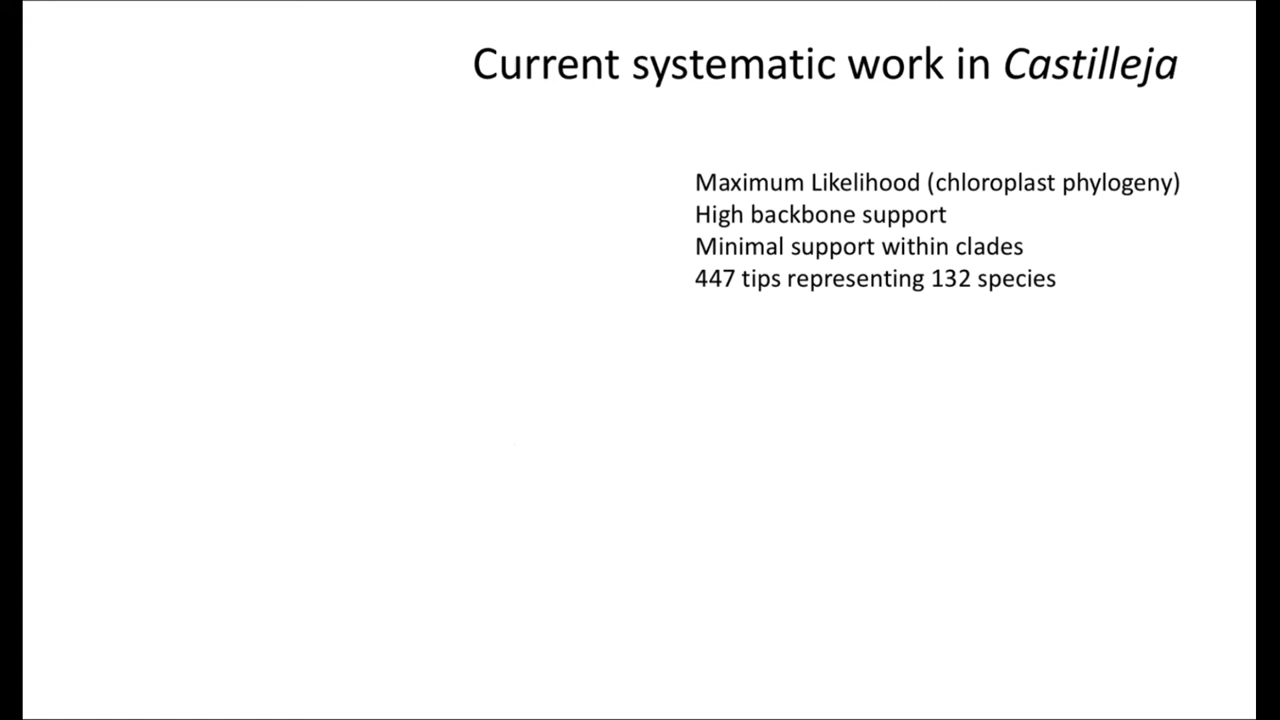 Current systematic work in Castilleja
Maximum Likelihood (chloroplast phylogeny)
High backbone support
Minimal support within clades
447 tips representing 132 species